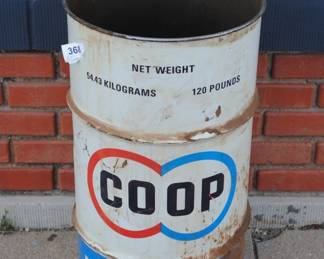 368
NET WEIGHT
54.43 KILOGRAMS 120 POUNDS
COOP